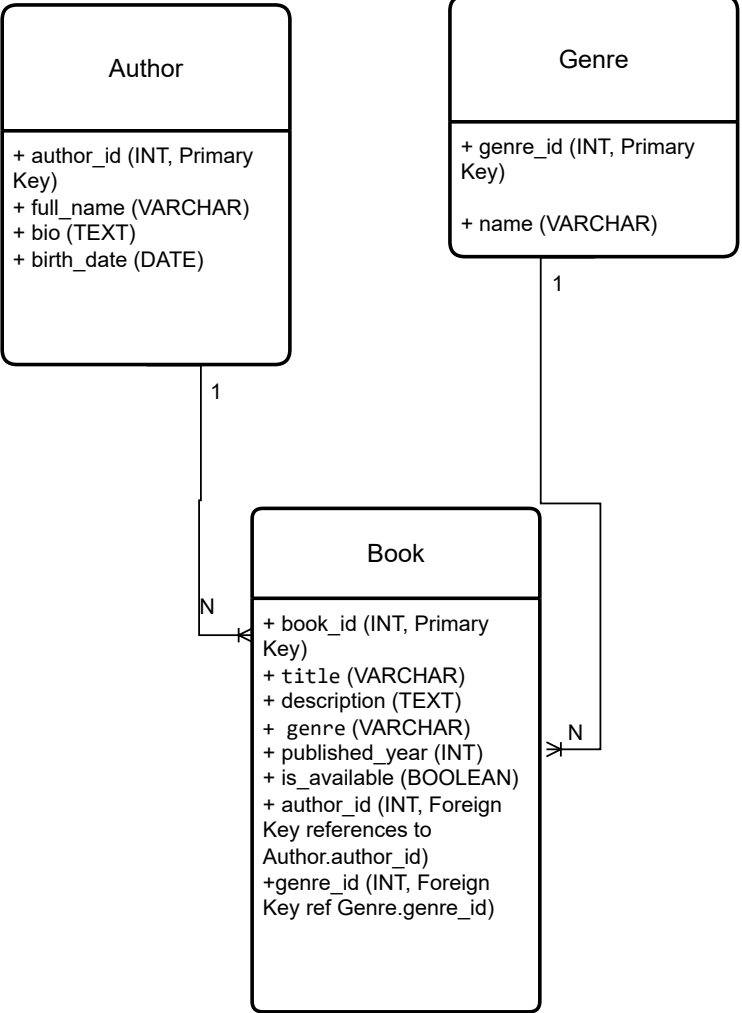 Author
+ author_id (INT, Primary
Key)
+ full_name (VARCHAR)
+ bio (TEXT)
+ birth_date (DATE)
1
Genre
+ genre_id (INT, Primary
Key)
+ name (VARCHAR)
1
N
Book
+ book_id (INT, Primary
Key)
+ title (VARCHAR)
+ description (TEXT)
+ genre (VARCHAR)
+ published_year (INT)
+ is_available (BOOLEAN)
+ author_id (INT, Foreign
Key references to
Author.author_id)
+genre_id (INT, Foreign
Key ref Genre.genre_id)
N